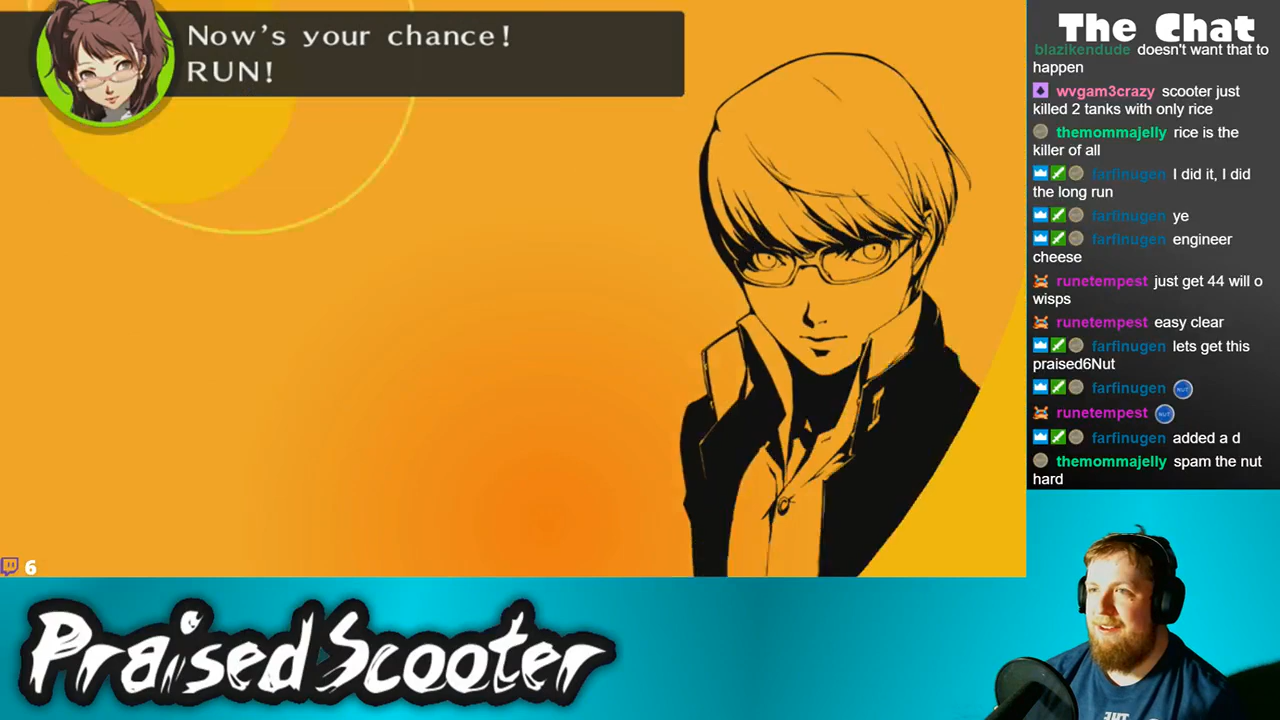 Now's your chance!
RUN!
The Chat
blazikendude doesn't want that to
happen
wvgam3crazy scooter just
killed 2 tanks with only rice
themommajelly rice is the
killer of all
farfinugen I did it, I did
the long run
farfinugen ye
farfinugen engineer
cheese
runetempest just get 44 will o
wisps
runetempest easy clear
farfinugen lets get this
praised6Nut
farfinugen NUT
runetempest NUT
farfinugen added a d
themommajelly spam the nut
hard
6
PraisedScooter